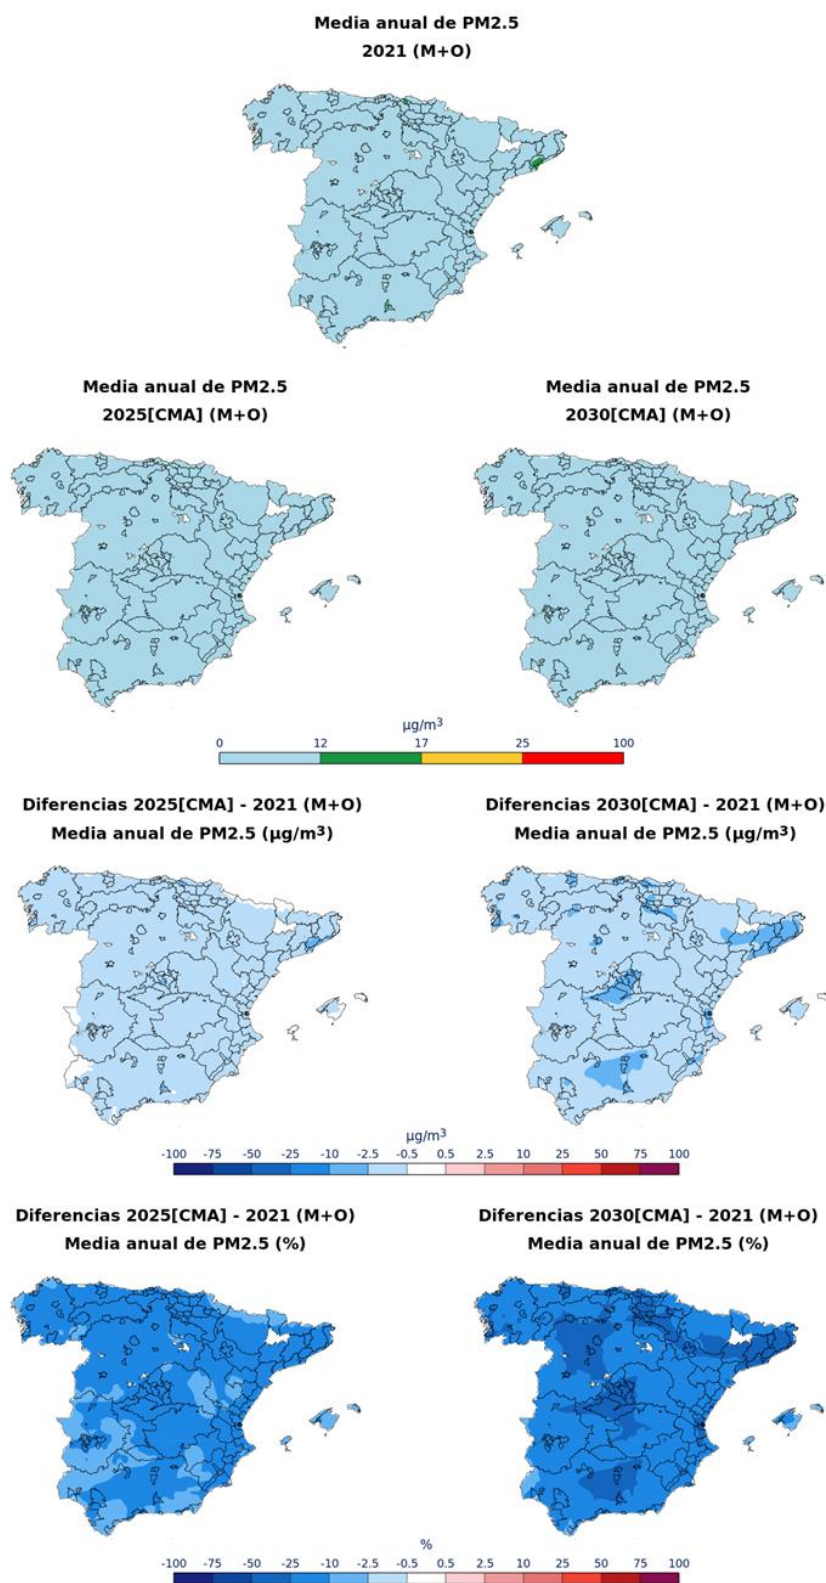 Media anual de PM2.5
2021 (M+O)
Media anual de PM2.5
2025[CMA] (M+O)
Media anual de PM2.5
2030[CMA] (M+O)
µg/m³
0 12 17 25 100
Diferencias 2025[CMA] - 2021 (M+O)
Media anual de PM2.5 (µg/m³)
Diferencias 2030[CMA] - 2021 (M+O)
Media anual de PM2.5 (µg/m³)
µg/m³
-100 -75 -50 -25 -10 -2.5 -0.5 0.5 2.5 10 25 50 75 100
Diferencias 2025[CMA] - 2021 (M+O)
Media anual de PM2.5 (%)
Diferencias 2030[CMA] - 2021 (M+O)
Media anual de PM2.5 (%)
%
-100 -75 -50 -25 -10 -2.5 -0.5 0.5 2.5 10 25 50 75 100